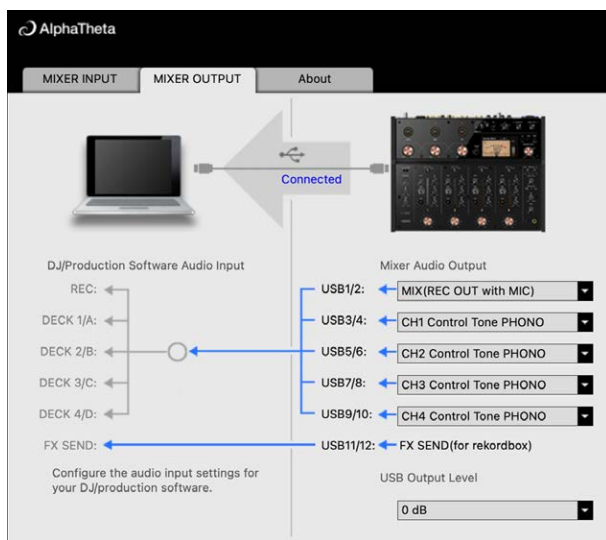 AlphaTheta
MIXER INPUT MIXER OUTPUT About
Connected
DJ/Production Software Audio Input Mixer Audio Output
REC: USB1/2: MIX(REC OUT with MIC)
DECK 1/A: USB3/4: CH1 Control Tone PHONO
DECK 2/B: USB5/6: CH2 Control Tone PHONO
DECK 3/C: USB7/8: CH3 Control Tone PHONO
DECK 4/D: USB9/10: CH4 Control Tone PHONO
FX SEND: USB11/12: FX SEND(for rekordbox)
Configure the audio input settings for
your DJ/production software.
USB Output Level
0 dB